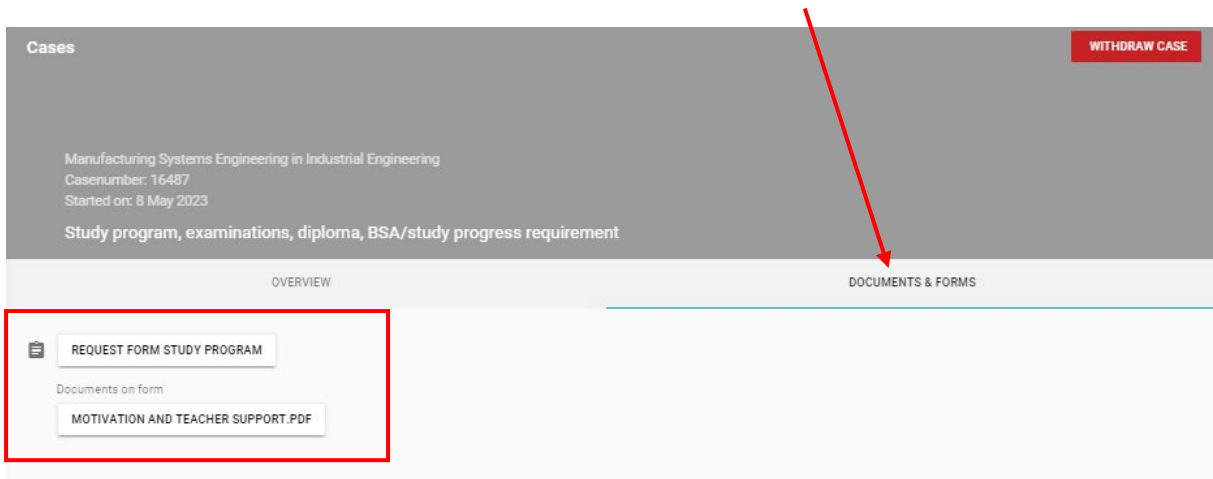 Cases
WITHDRAW CASE
Manufacturing Systems Engineering in Industrial Engineering
Casenumber: 16487
Started on: 8 May 2023
Study program, examinations, diploma, BSA/study progress requirement
OVERVIEW
DOCUMENTS & FORMS
REQUEST FORM STUDY PROGRAM
Documents on form
MOTIVATION AND TEACHER SUPPORT.PDF